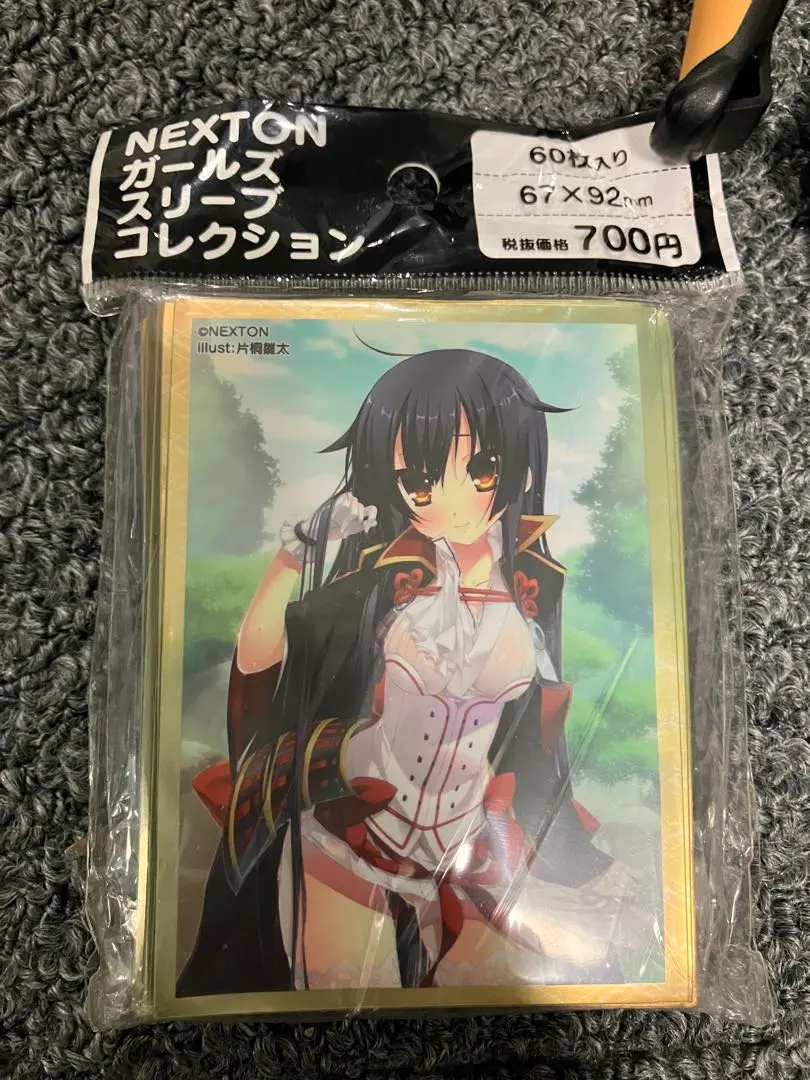 NEXTON
ガールズ
スリーブ
コレクション
60枚入り
67×92mm
税抜価格 700円
©NEXTON
illust:片桐雛太